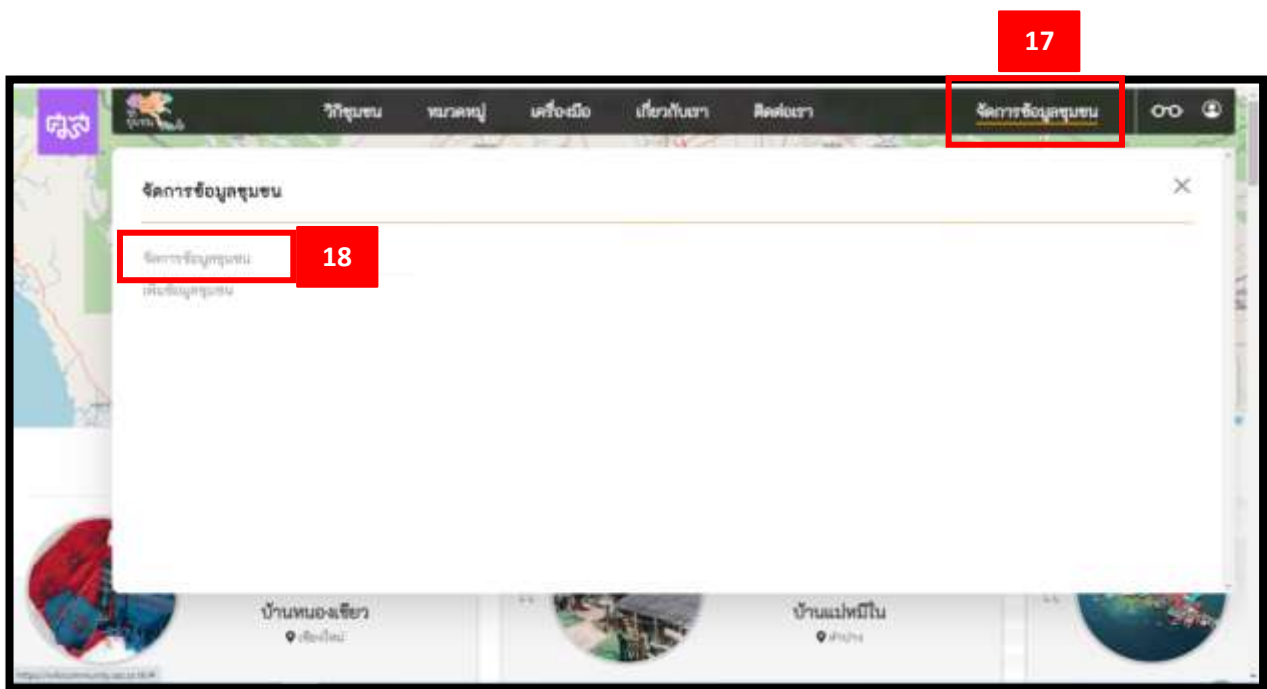 17
ศมส วิถีชุมชน หมวดหมู่ เครื่องมือ เกี่ยวกับเรา ติดต่อเรา จัดการข้อมูลชุมชน
จัดการข้อมูลชุมชน
จัดการข้อมูลชุมชน 18
เพิ่มข้อมูลชุมชน
บ้านหนองเขียว บ้านแม่หมีใน
เชียงใหม่ ลำปาง